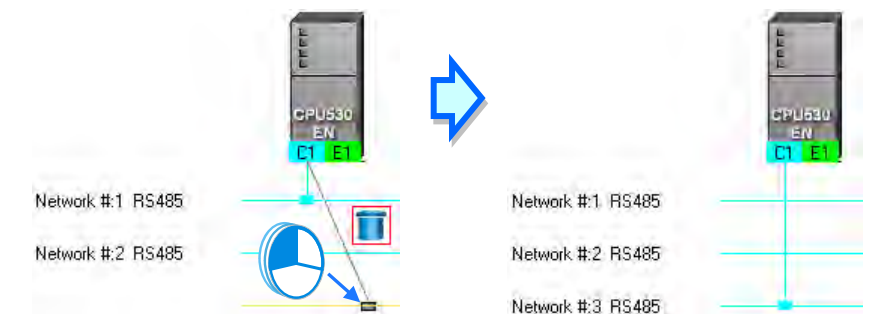 CPU530
EN
C1 E1
Network #:1 RS485
Network #:2 RS485
CPU530
EN
C1 E1
Network #:1 RS485
Network #:2 RS485
Network #:3 RS485